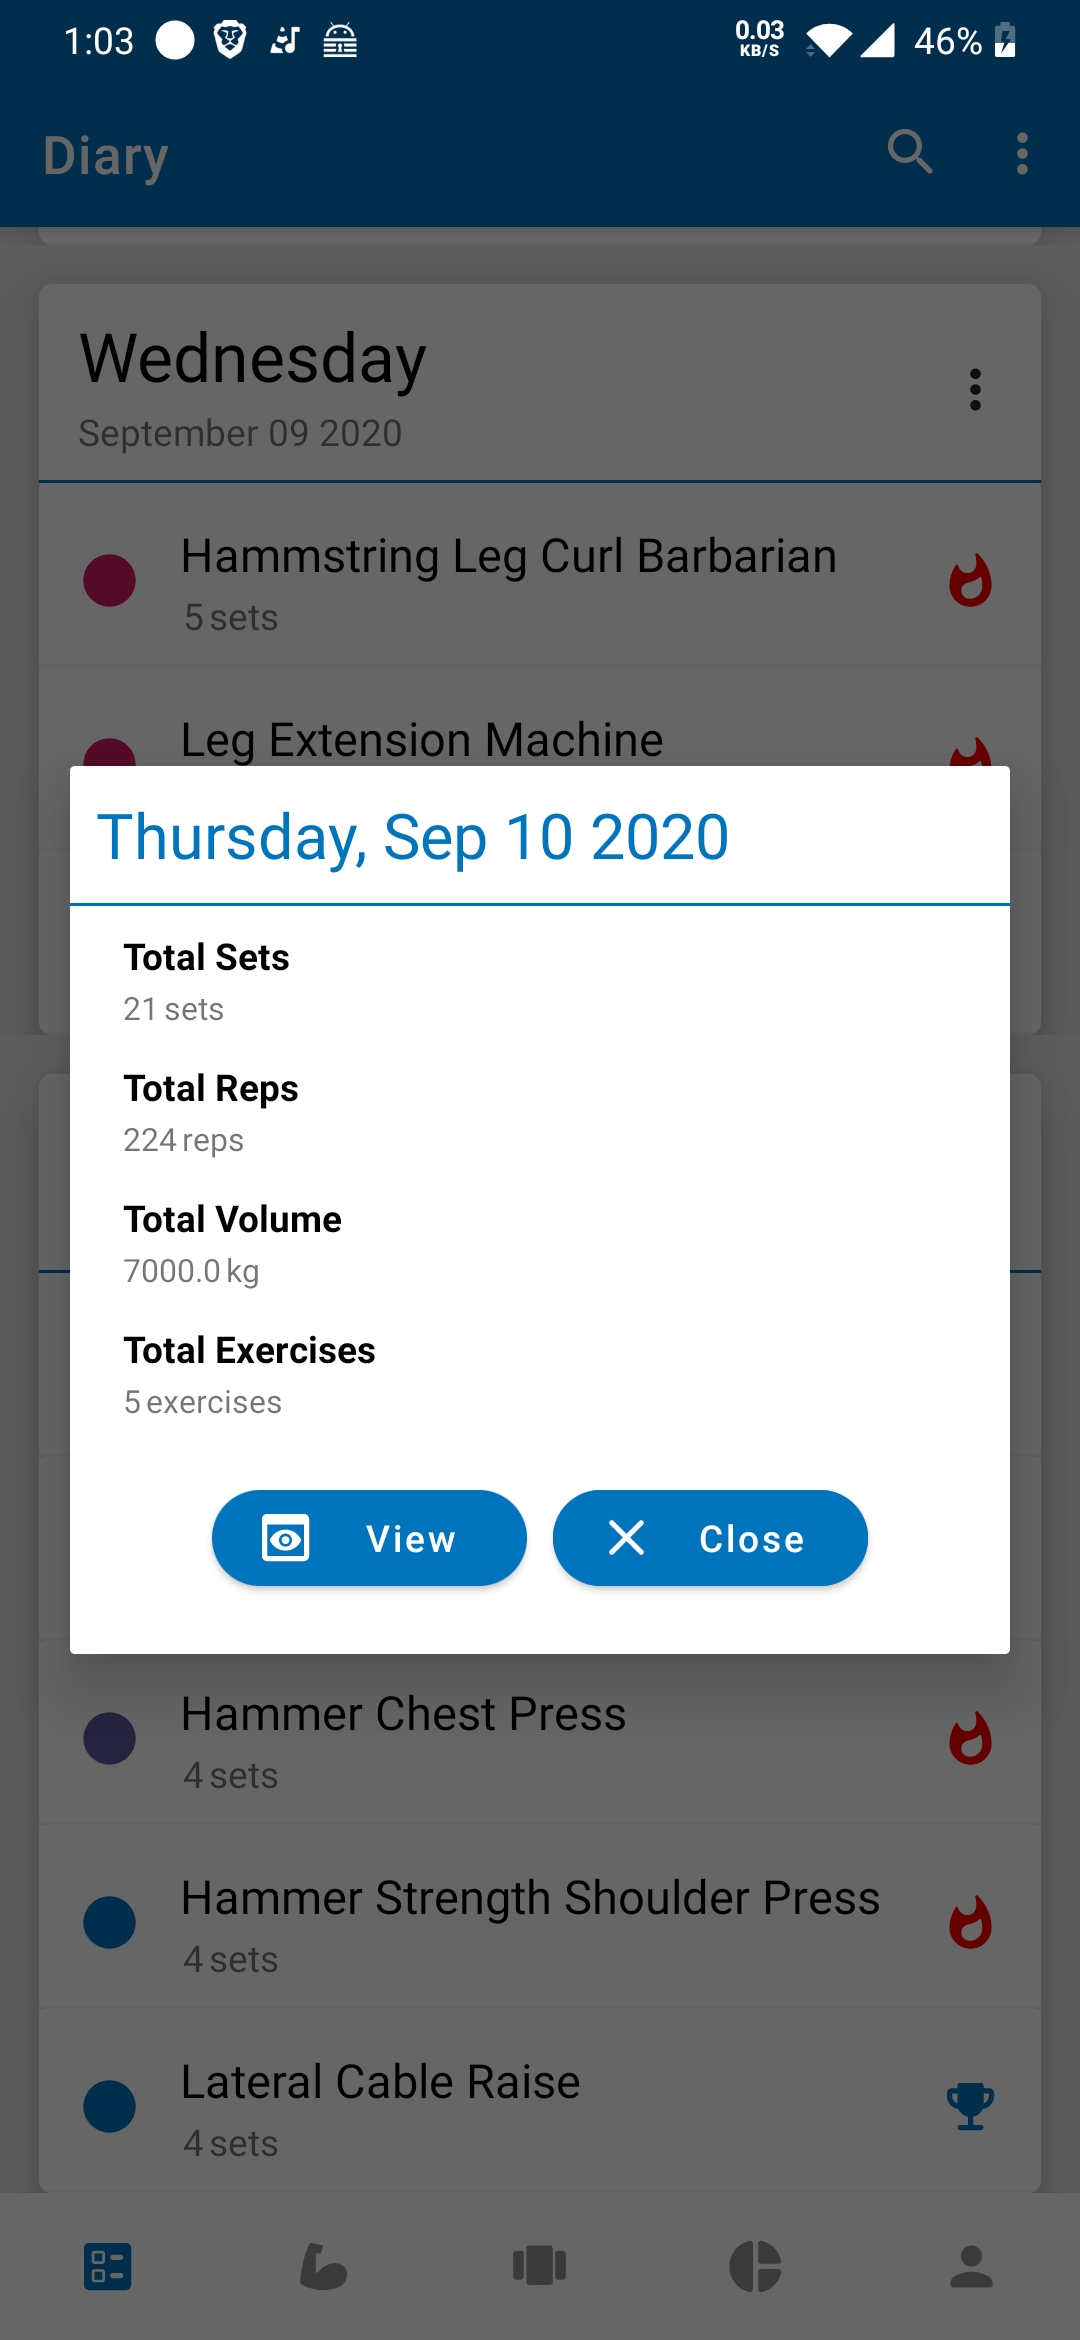 1:03
0.03
KB/S
46%
Diary
Wednesday
September 09 2020
Hammstring Leg Curl Barbarian
5 sets
Leg Extension Machine
Thursday, Sep 10 2020
Total Sets
21 sets
Total Reps
224 reps
Total Volume
7000.0 kg
Total Exercises
5 exercises
View
Close
Hammer Chest Press
4 sets
Hammer Strength Shoulder Press
4 sets
Lateral Cable Raise
4 sets